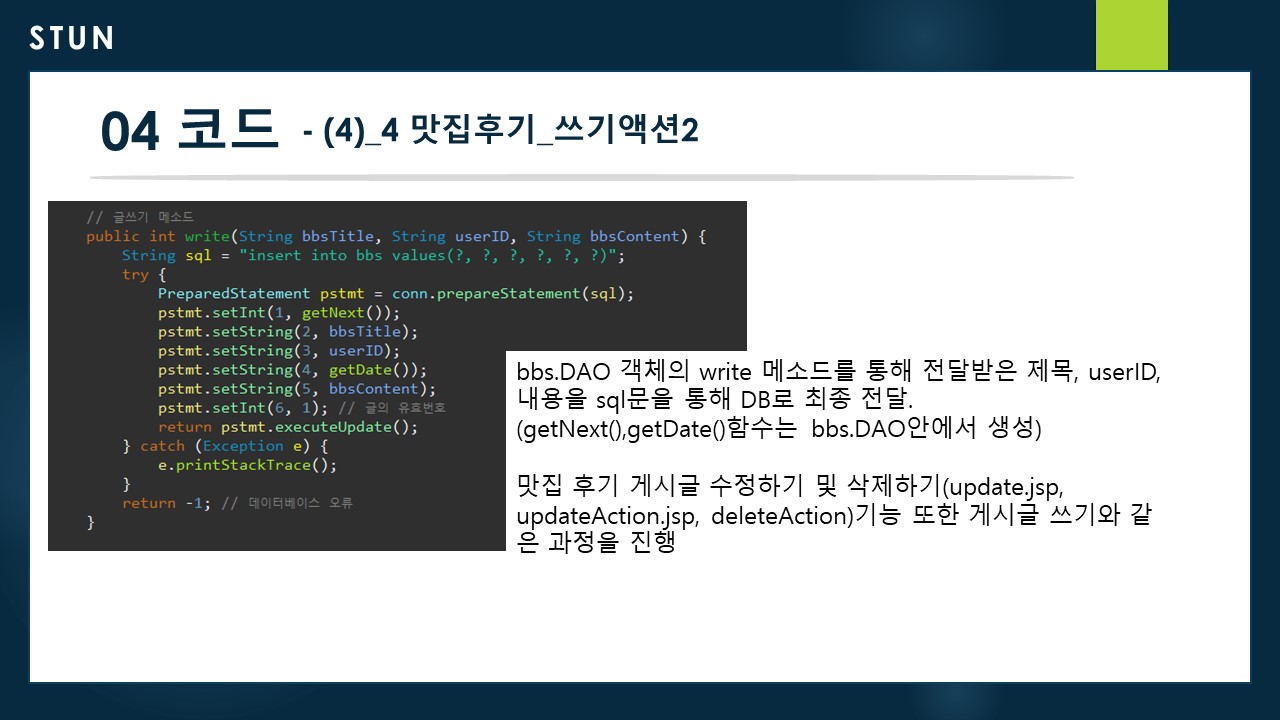 STUN
04 코드 - (4)_4 맛집후기_쓰기액션2
// 글쓰기 메소드
public int write(String bbsTitle, String userID, String bbsContent) {
String sql = "insert into bbs values(?, ?, ?, ?, ?, ?)";
try {
PreparedStatement pstmt = conn.prepareStatement(sql);
pstmt.setInt(1, getNext());
pstmt.setString(2, bbsTitle);
pstmt.setString(3, userID);
pstmt.setString(4, getDate());
pstmt.setString(5, bbsContent);
pstmt.setInt(6, 1); // 글의 유효번호
return pstmt.executeUpdate();
} catch (Exception e) {
e.printStackTrace();
}
return -1; // 데이터베이스 오류
}
bbs.DAO 객체의 write 메소드를 통해 전달받은 제목, userID,
내용을 sql문을 통해 DB로 최종 전달.
(getNext(),getDate()함수는 bbs.DAO안에서 생성)
맛집 후기 게시글 수정하기 및 삭제하기(update.jsp,
updateAction.jsp, deleteAction)기능 또한 게시글 쓰기와 같
은 과정을 진행